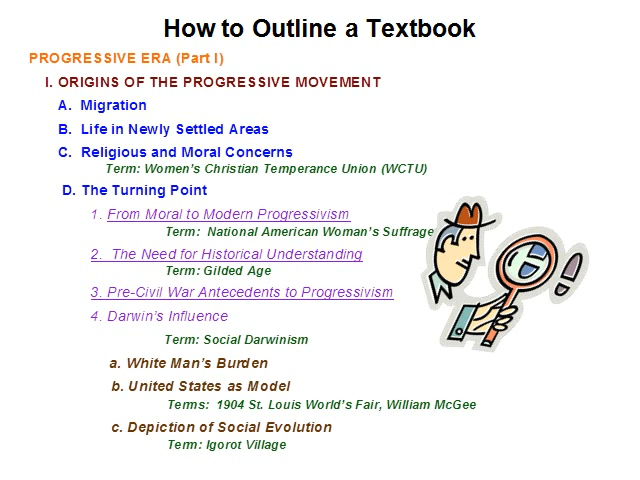 How to Outline a Textbook
PROGRESSIVE ERA (Part I)
I. ORIGINS OF THE PROGRESSIVE MOVEMENT
A. Migration
B. Life in Newly Settled Areas
C. Religious and Moral Concerns
Term: Women's Christian Temperance Union (WCTU)
D. The Turning Point
1. From Moral to Modern Progressivism
Term: National American Woman's Suffrage
2. The Need for Historical Understanding
Term: Gilded Age
3. Pre-Civil War Antecedents to Progressivism
4. Darwin's Influence
Term: Social Darwinism
a. White Man's Burden
b. United States as Model
Terms: 1904 St. Louis World's Fair, William McGee
c. Depiction of Social Evolution
Term: Igorot Village